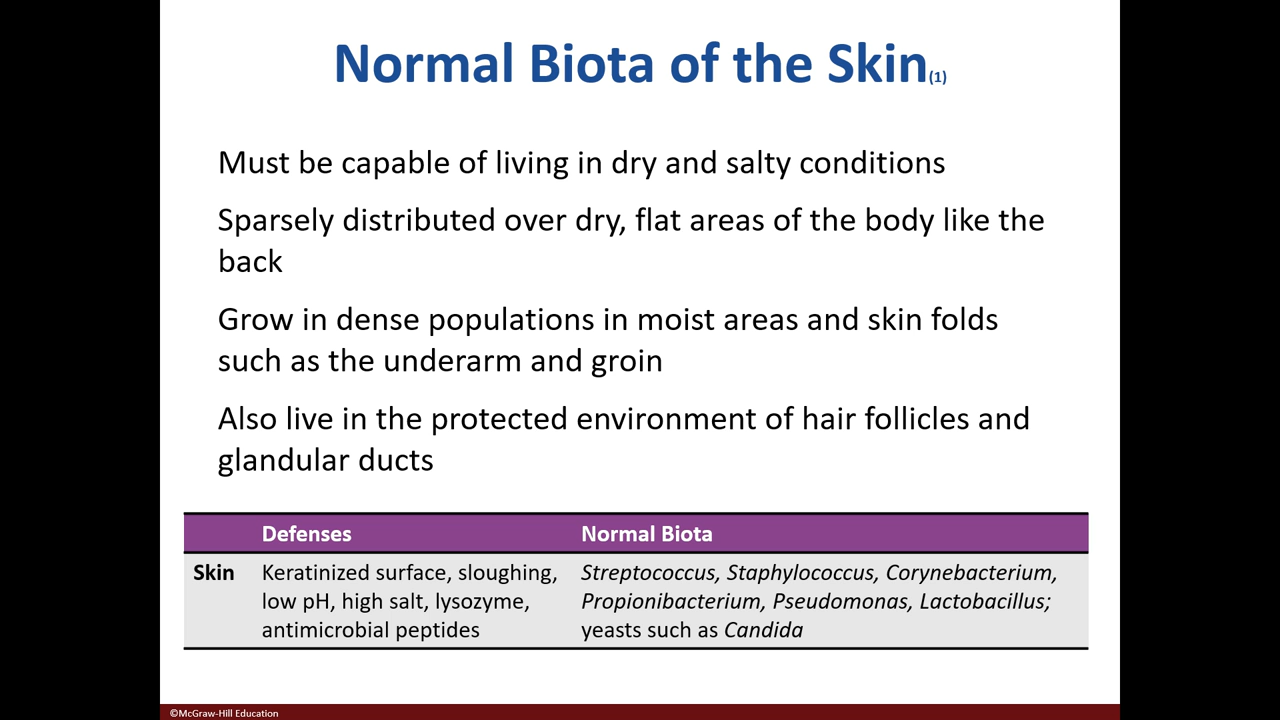 Normal Biota of the Skin(1)
Must be capable of living in dry and salty conditions
Sparsely distributed over dry, flat areas of the body like the
back
Grow in dense populations in moist areas and skin folds
such as the underarm and groin
Also live in the protected environment of hair follicles and
glandular ducts
Defenses Normal Biota
Skin Keratinized surface, sloughing, Streptococcus, Staphylococcus, Corynebacterium,
low pH, high salt, lysozyme, Propionibacterium, Pseudomonas, Lactobacillus;
antimicrobial peptides yeasts such as Candida
©McGraw-Hill Education